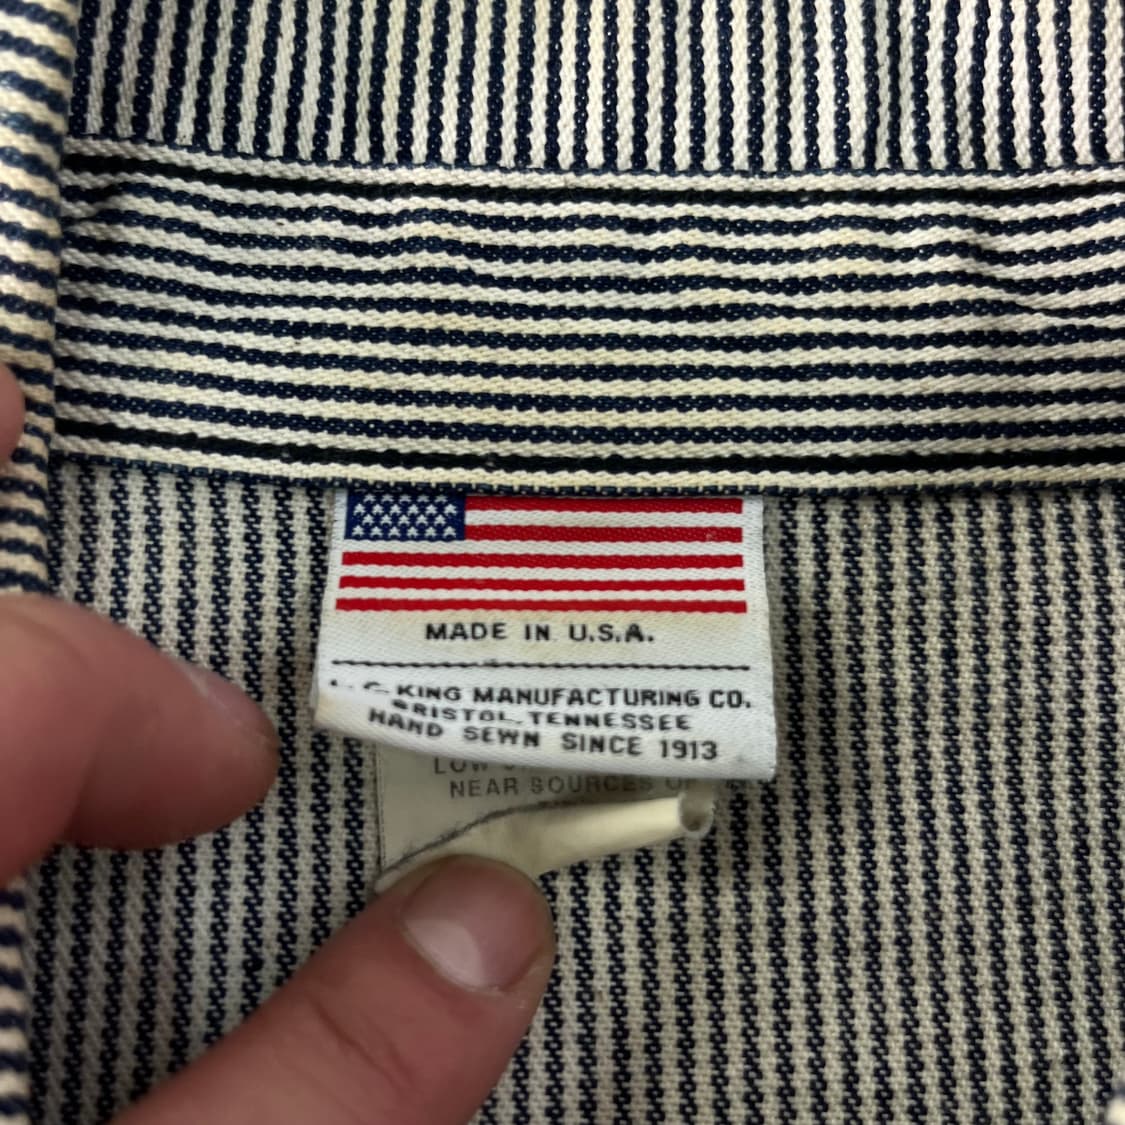 MADE IN U.S.A.
KING MANUFACTURING CO.
BRISTOL, TENNESSEE
HAND SEWN SINCE 1913
LOW
NEAR SOURCES